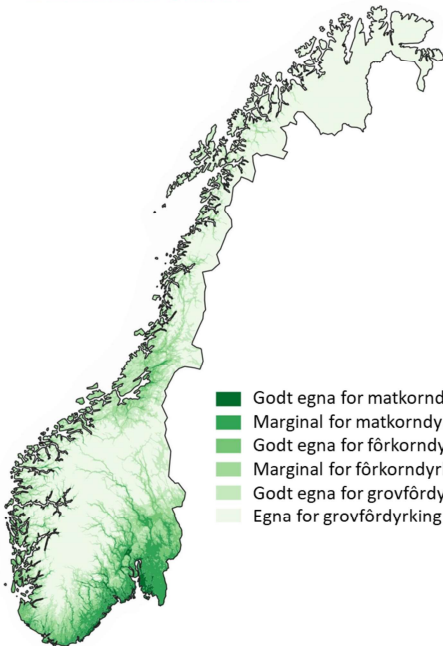 Godt egna for matkornd
Marginal for matkorndy
Godt egna for fôrkorndy
Marginal for fôrkorndyr
Godt egna for grovfôrdy
Egna for grovfôrdyrking